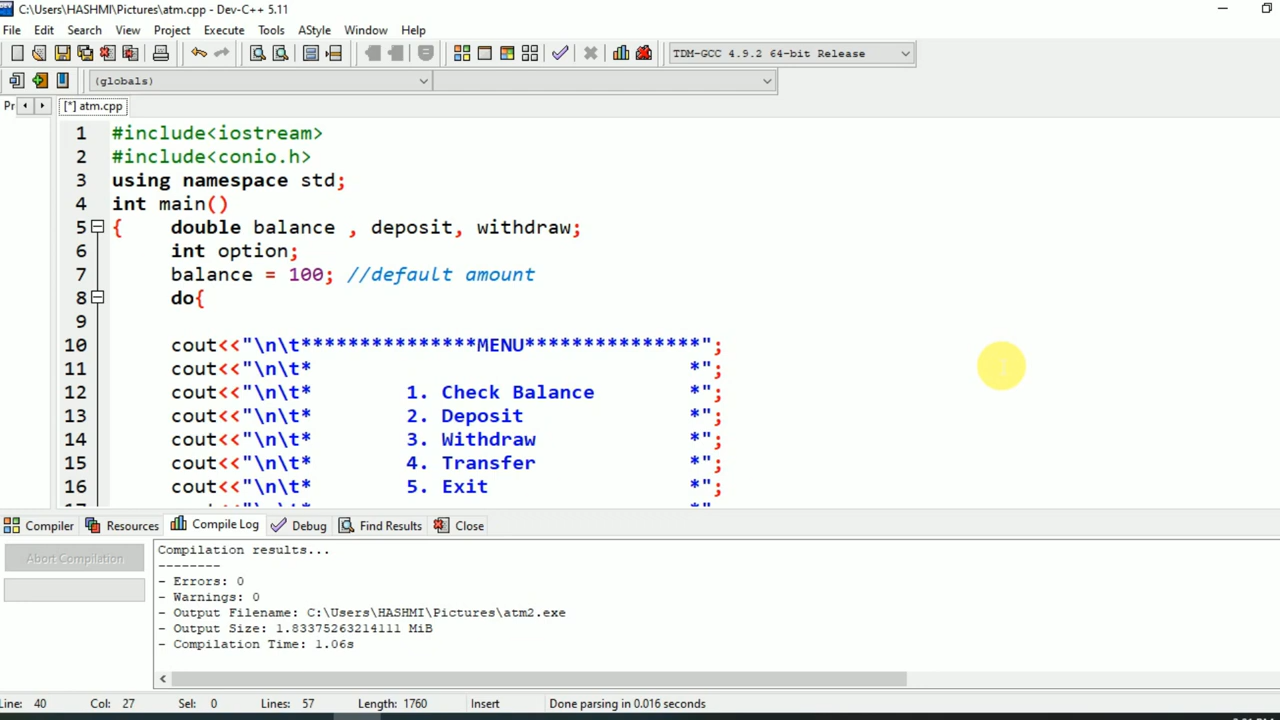 C:\Users\HASHMI\Pictures\atm.cpp - Dev-C++ 5.11
File Edit Search View Project Execute Tools AStyle Window Help
TDM-GCC 4.9.2 64-bit Release
(globals)
Pr [*] atm.cpp
1 #include<iostream>
2 #include<conio.h>
3 using namespace std;
4 int main()
5 { double balance , deposit, withdraw;
6 int option;
7 balance = 100; //default amount
8 do{
9
10 cout<<"\n\t***************MENU***************";
11 cout<<"\n\t*                                *";
12 cout<<"\n\t*        1. Check Balance        *";
13 cout<<"\n\t*        2. Deposit              *";
14 cout<<"\n\t*        3. Withdraw             *";
15 cout<<"\n\t*        4. Transfer             *";
16 cout<<"\n\t*        5. Exit                 *";
Compiler Resources Compile Log Debug Find Results Close
Abort Compilation
Compilation results...
--------
- Errors: 0
- Warnings: 0
- Output Filename: C:\Users\HASHMI\Pictures\atm2.exe
- Output Size: 1.83375263214111 MiB
- Compilation Time: 1.06s
Line: 40 Col: 27 Sel: 0 Lines: 57 Length: 1760 Insert Done parsing in 0.016 seconds